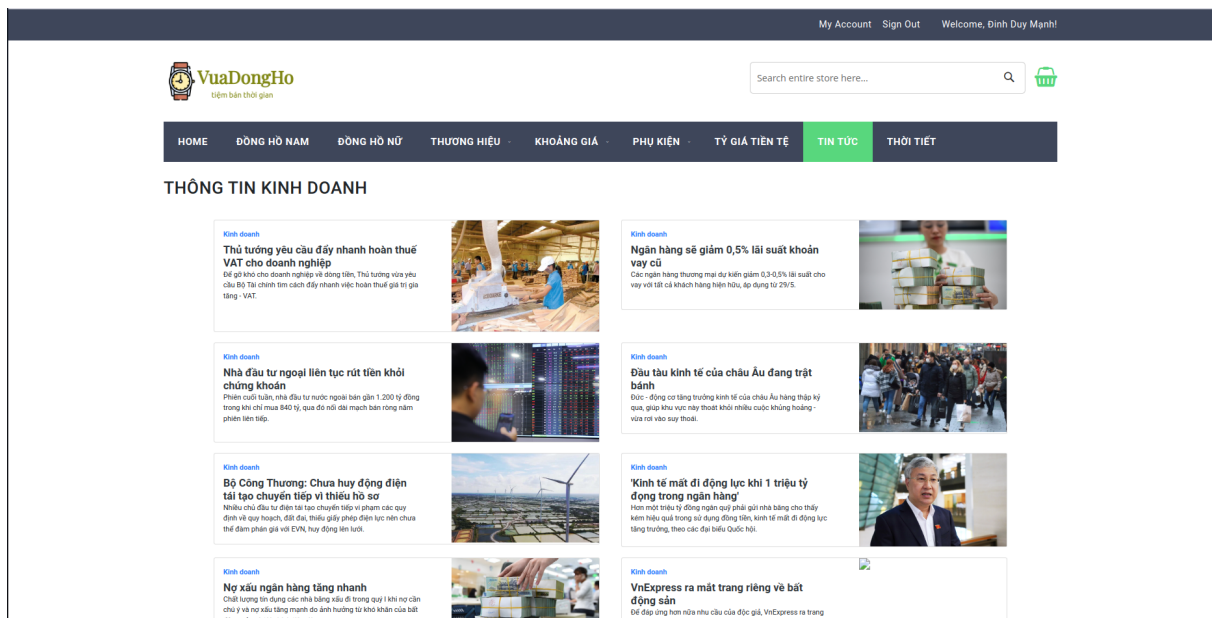 My Account Sign Out Welcome, Đinh Duy Mạnh!
VuaDongHo
tiệm bán thời gian
Search entire store here...
HOME ĐỒNG HỒ NAM ĐỒNG HỒ NỮ THƯƠNG HIỆU KHOẢNG GIÁ PHỤ KIỆN TỶ GIÁ TIỀN TỆ TIN TỨC THỜI TIẾT
THÔNG TIN KINH DOANH
Kinh doanh
Thủ tướng yêu cầu đẩy nhanh hoàn thuế
VAT cho doanh nghiệp
Để gỡ khó cho doanh nghiệp về dòng tiền, Thủ tướng vừa yêu
cầu Bộ Tài chính tìm cách đẩy nhanh việc hoàn thuế giá trị gia
tăng - VAT.
Kinh doanh
Ngân hàng sẽ giảm 0,5% lãi suất khoản
vay cũ
Các ngân hàng thương mại dự kiến giảm 0,3-0,5% lãi suất cho
vay với tất cả khách hàng hiện hữu, áp dụng từ 29/5.
Kinh doanh
Nhà đầu tư ngoại liên tục rút tiền khỏi
chứng khoán
Phiên cuối tuần, nhà đầu tư nước ngoài bán gần 1.200 tỷ đồng
trong khi chỉ mua 840 tỷ, qua đó nối dài mạch bán ròng năm
phiên liên tiếp.
Kinh doanh
Đầu tàu kinh tế của châu Âu đang trật
bánh
Đức - động cơ tăng trưởng kinh tế của châu Âu hàng thập kỷ
qua, giúp khu vực này thoát khỏi nhiều cuộc khủng hoảng -
vừa rơi vào suy thoái.
Kinh doanh
Bộ Công Thương: Chưa huy động điện
tái tạo chuyển tiếp vì thiếu hồ sơ
Nhiều chủ đầu tư điện tái tạo chuyển tiếp vi phạm các quy
định về quy hoạch, đất đai, thiếu giấy phép điện lực nên chưa
thể đàm phán giá với EVN, huy động lên lưới.
Kinh doanh
'Kinh tế mất đi động lực khi 1 triệu tỷ
đọng trong ngân hàng'
Hơn một triệu tỷ đồng ngân quỹ phải gửi nhà băng cho thấy
kém hiệu quả trong sử dụng đồng tiền, kinh tế mất đi động lực
tăng trưởng, theo các đại biểu Quốc hội.
Kinh doanh
Nợ xấu ngân hàng tăng nhanh
Chất lượng tín dụng các nhà băng xấu đi trong quý I khi nợ cần
chú ý và nợ xấu tăng mạnh do ảnh hưởng từ khó khăn của bất
Kinh doanh
VnExpress ra mắt trang riêng về bất
động sản
Để đáp ứng hơn nữa nhu cầu của độc giả, VnExpress ra trang